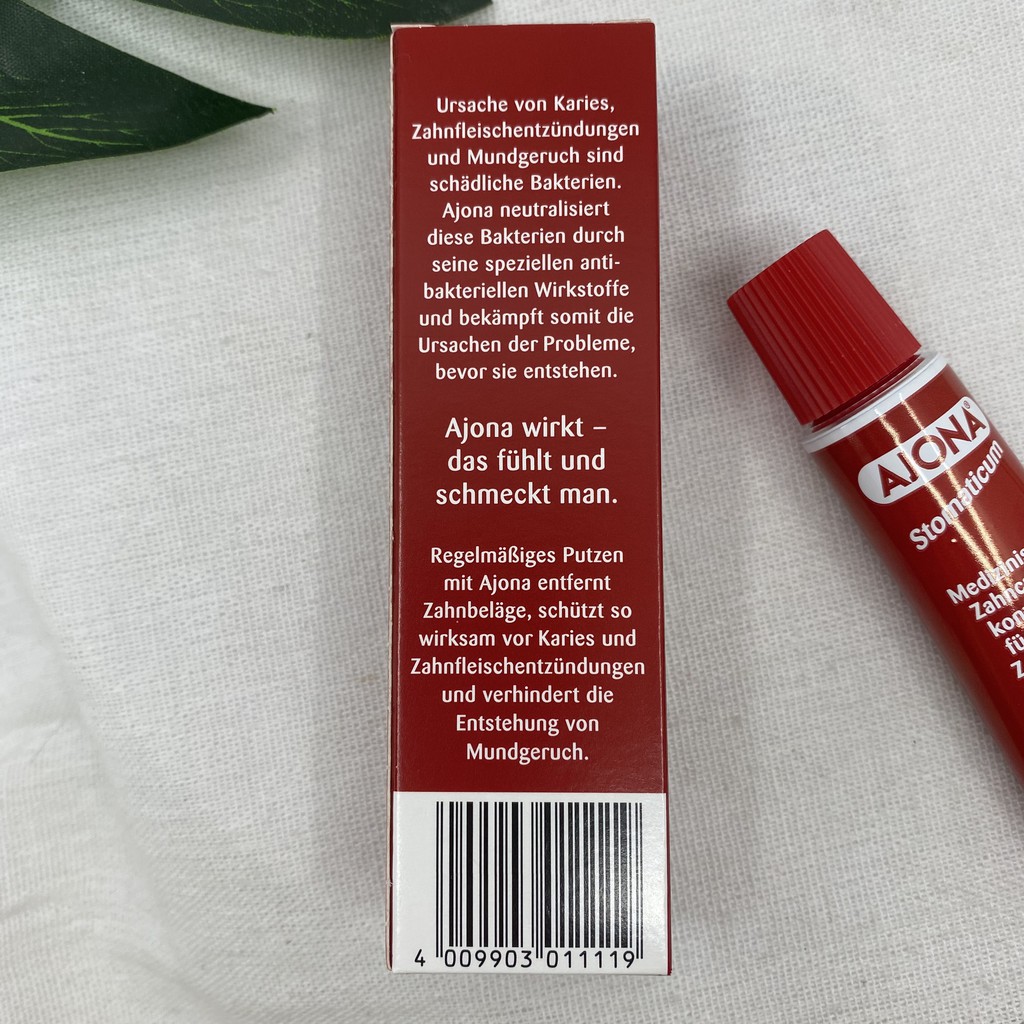 Ursache von Karies,
Zahnfleischentzündungen
und Mundgeruch sind
schädliche Bakterien.
Ajona neutralisiert
diese Bakterien durch
seine speziellen anti-
bakteriellen Wirkstoffe
und bekämpft somit die
Ursachen der Probleme,
bevor sie entstehen.
Ajona wirkt –
das fühlt und
schmeckt man.
Regelmäßiges Putzen
mit Ajona entfernt
Zahnbeläge, schützt so
wirksam vor Karies und
Zahnfleischentzündungen
und verhindert die
Entstehung von
Mundgeruch.
4 009903 011119
AJONA®
Stomaticum